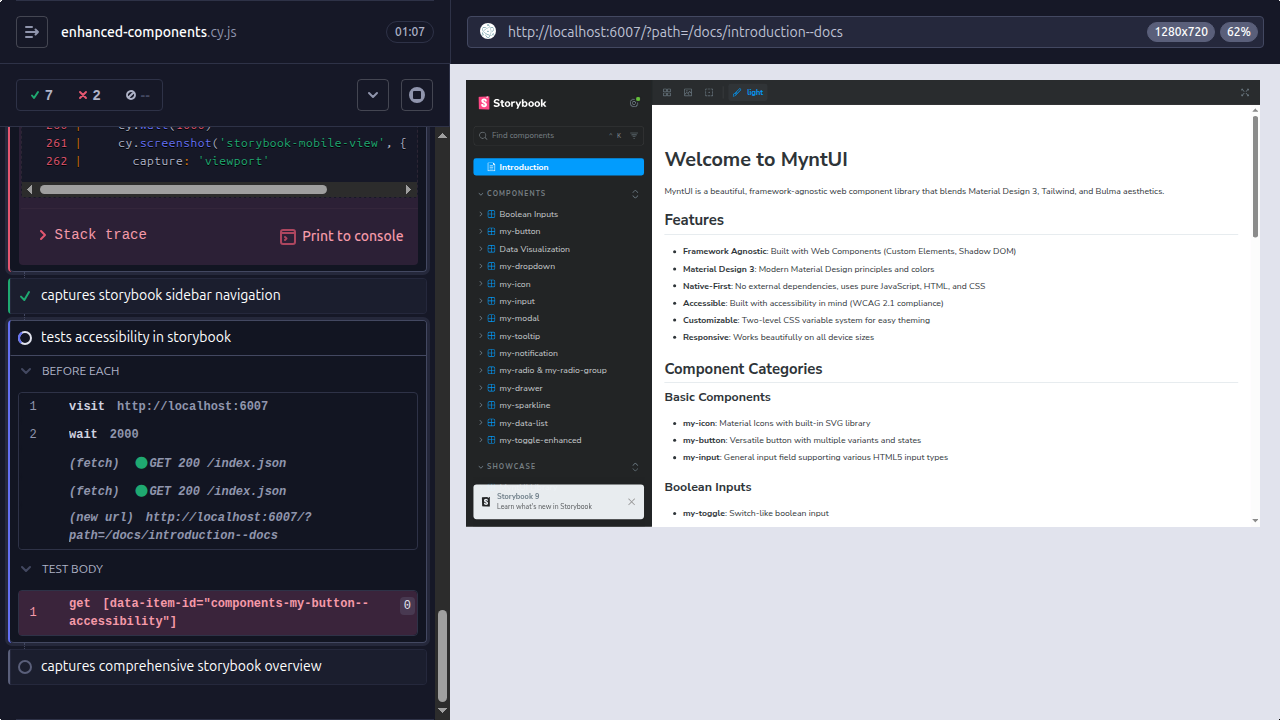 enhanced-components.cy.js
01:07
7
2
--
261 |
cy.screenshot('storybook-mobile-view', {
262 |
capture: 'viewport'
Stack trace
Print to console
captures storybook sidebar navigation
tests accessibility in storybook
BEFORE EACH
1 visit http://localhost:6007
2 wait 2000
(fetch) GET 200 /index.json
(fetch) GET 200 /index.json
(new url) http://localhost:6007/?
path=/docs/introduction--docs
TEST BODY
1 get [data-item-id="components-my-button--
accessibility"]
0
captures comprehensive storybook overview
http://localhost:6007/?path=/docs/introduction--docs
1280x720
62%
Storybook
Find components
K
Introduction
COMPONENTS
Boolean Inputs
my-button
Data Visualization
my-dropdown
my-icon
my-input
my-modal
my-tooltip
my-notification
my-radio & my-radio-group
my-drawer
my-sparkline
my-data-list
my-toggle-enhanced
SHOWCASE
Storybook 9
Learn what's new in Storybook
light
Welcome to MyntUI
MyntUI is a beautiful, framework-agnostic web component library that blends Material Design 3, Tailwind, and Bulma aesthetics.
Features
• Framework Agnostic: Built with Web Components (Custom Elements, Shadow DOM)
• Material Design 3: Modern Material Design principles and colors
• Native-First: No external dependencies, uses pure JavaScript, HTML, and CSS
• Accessible: Built with accessibility in mind (WCAG 2.1 compliance)
• Customizable: Two-level CSS variable system for easy theming
• Responsive: Works beautifully on all device sizes
Component Categories
Basic Components
• my-icon: Material Icons with built-in SVG library
• my-button: Versatile button with multiple variants and states
• my-input: General input field supporting various HTML5 input types
Boolean Inputs
• my-toggle: Switch-like boolean input